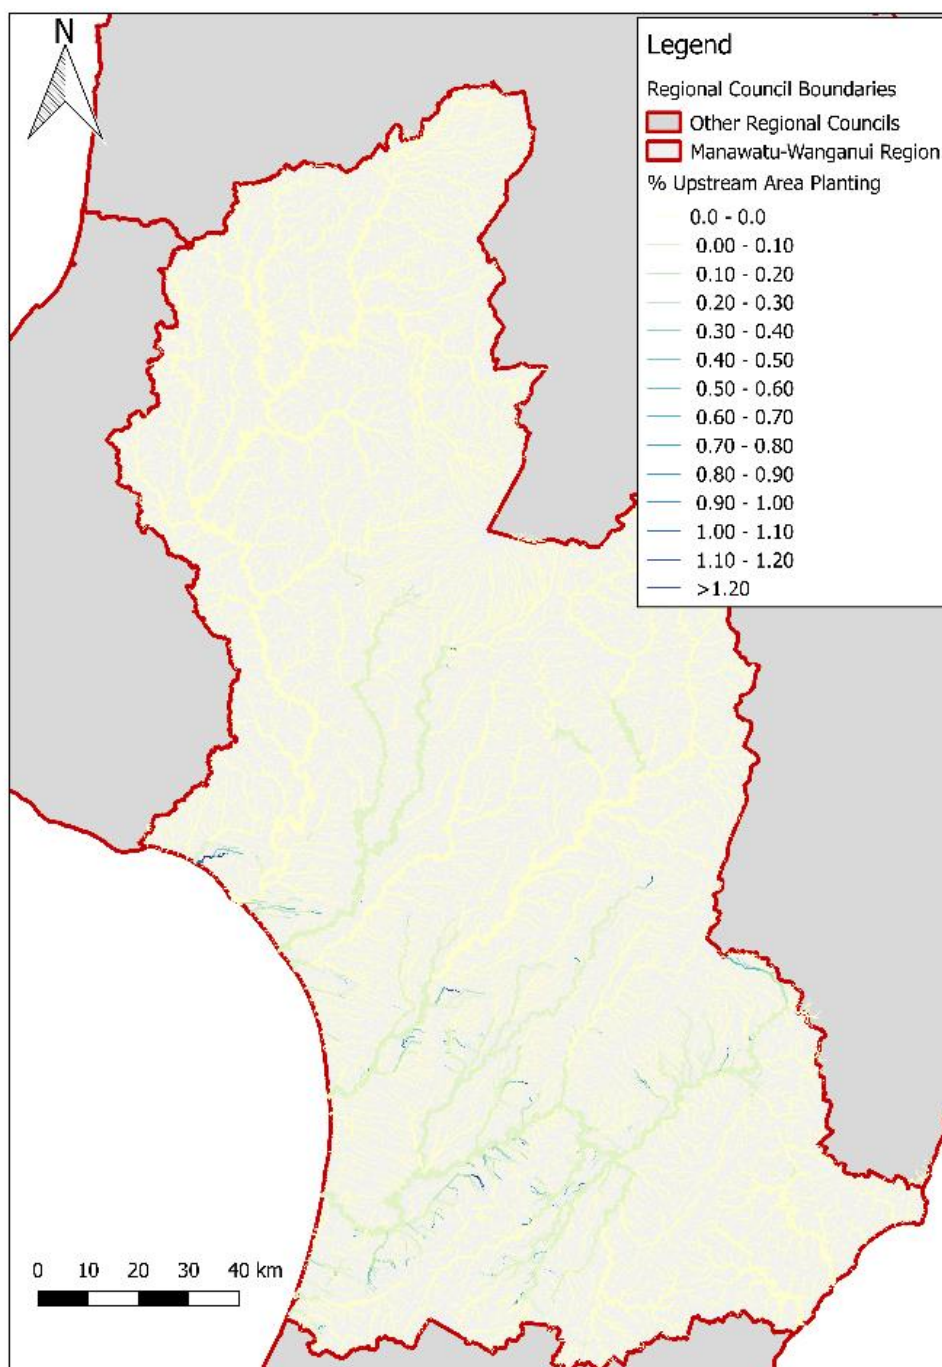 N
Legend
Regional Council Boundaries
Other Regional Councils
Manawatu-Wanganui Region
% Upstream Area Planting
0.0 - 0.0
0.00 - 0.10
0.10 - 0.20
0.20 - 0.30
0.30 - 0.40
0.40 - 0.50
0.50 - 0.60
0.60 - 0.70
0.70 - 0.80
0.80 - 0.90
0.90 - 1.00
1.00 - 1.10
1.10 - 1.20
>1.20
0 10 20 30 40 km